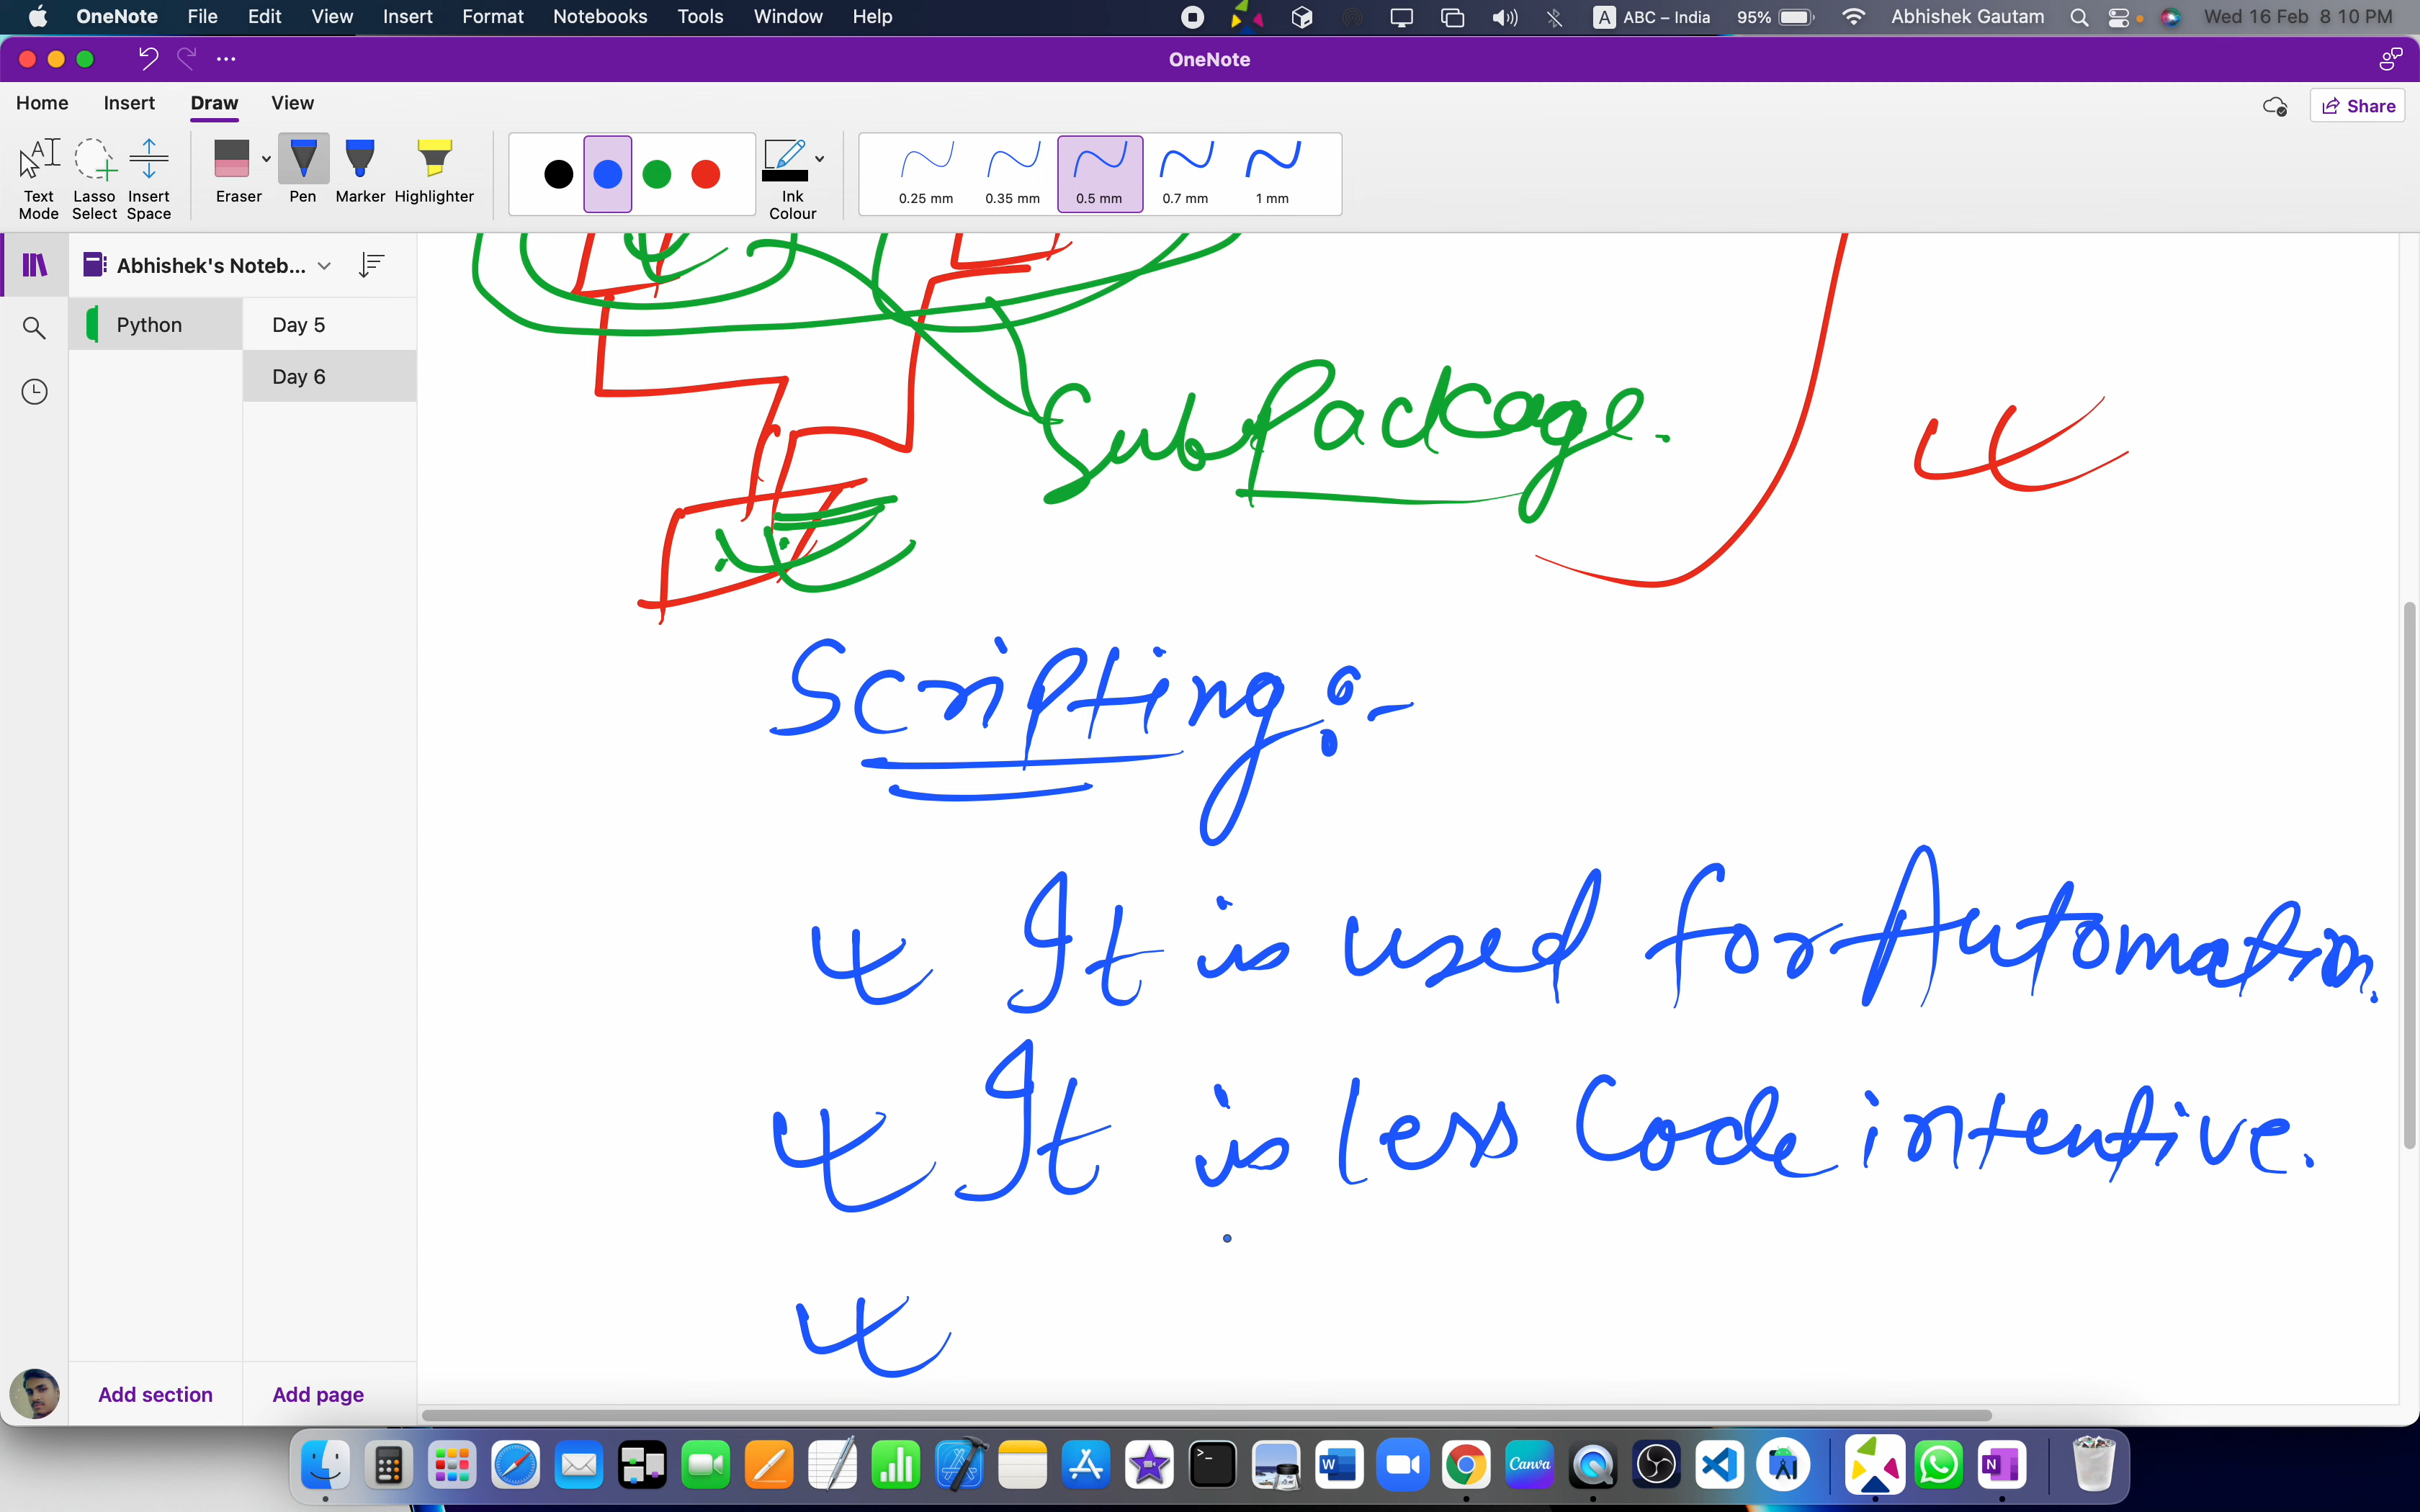 OneNote File Edit View Insert Format Notebooks Tools Window Help A ABC – India 95% Abhishek Gautam Wed 16 Feb 8 10 PM
OneNote
Home Insert Draw View Share
Text Mode Lasso Select Insert Space Eraser Pen Marker Highlighter Ink Colour 0.25 mm 0.35 mm 0.5 mm 0.7 mm 1 mm
Abhishek's Noteb...
Python Day 5
Day 6
SubPackage.
Scripting:-
It is used for Automation.
It is less Code intentive.
Add section Add page
W Canva N